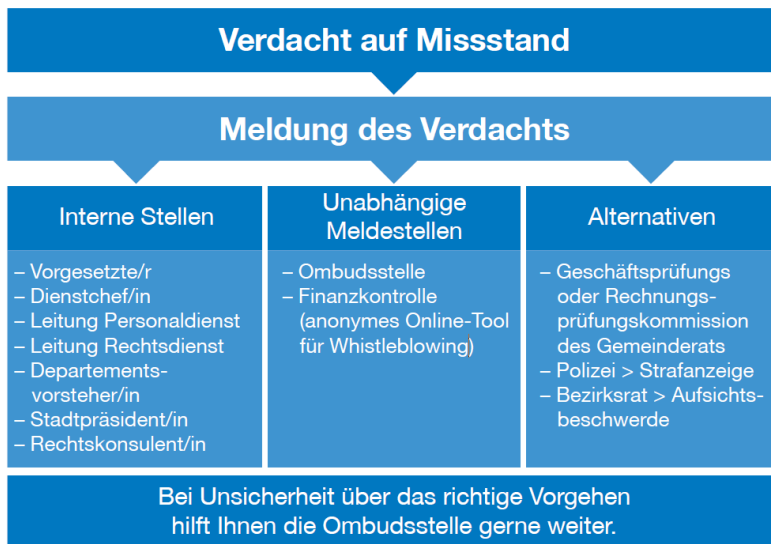 Verdacht auf Missstand
Meldung des Verdachts
Interne Stellen
– Vorgesetzte/r
– Dienstchef/in
– Leitung Personaldienst
– Leitung Rechtsdienst
– Departements-
vorsteher/in
– Stadtpräsident/in
– Rechtskonsulent/in
Unabhängige
Meldestellen
– Ombudsstelle
– Finanzkontrolle
(anonymes Online-Tool
für Whistleblowing)
Alternativen
– Geschäftsprüfungs
oder Rechnungs-
prüfungskommission
des Gemeinderats
– Polizei > Strafanzeige
– Bezirksrat > Aufsichts-
beschwerde
Bei Unsicherheit über das richtige Vorgehen
hilft Ihnen die Ombudsstelle gerne weiter.